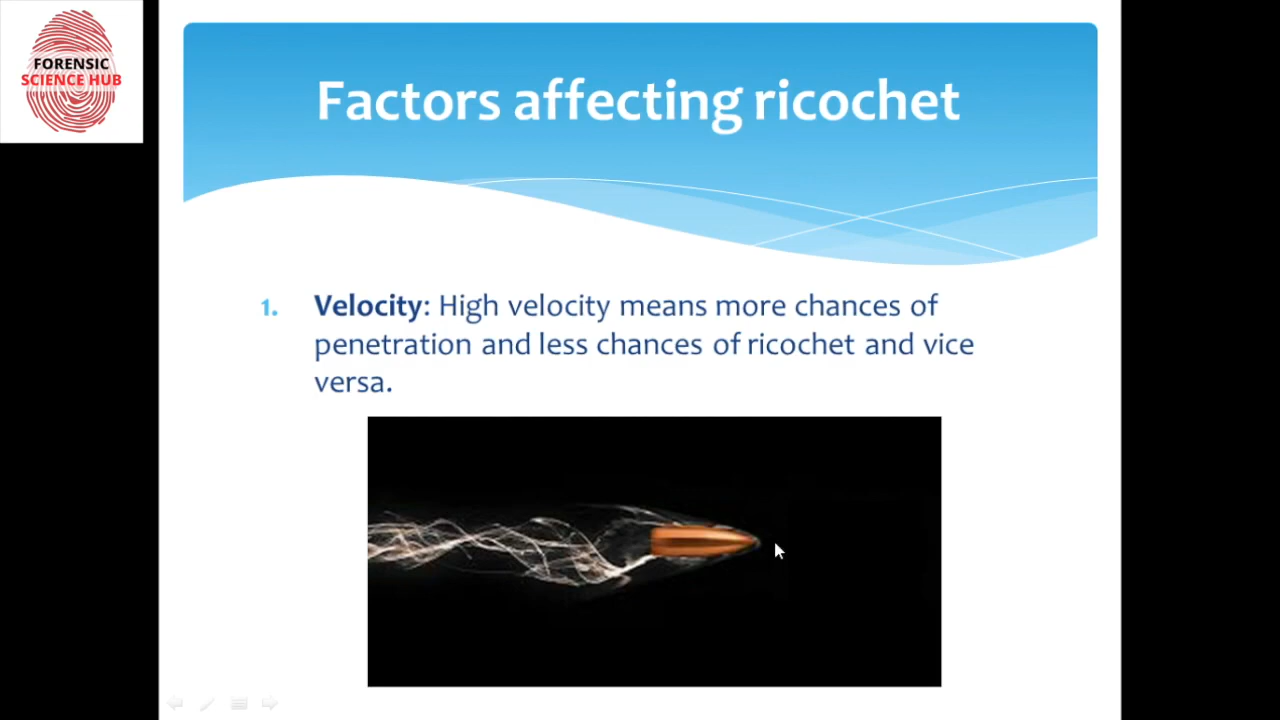 FORENSIC
SCIENCE HUB
Factors affecting ricochet
1. Velocity: High velocity means more chances of
penetration and less chances of ricochet and vice
versa.